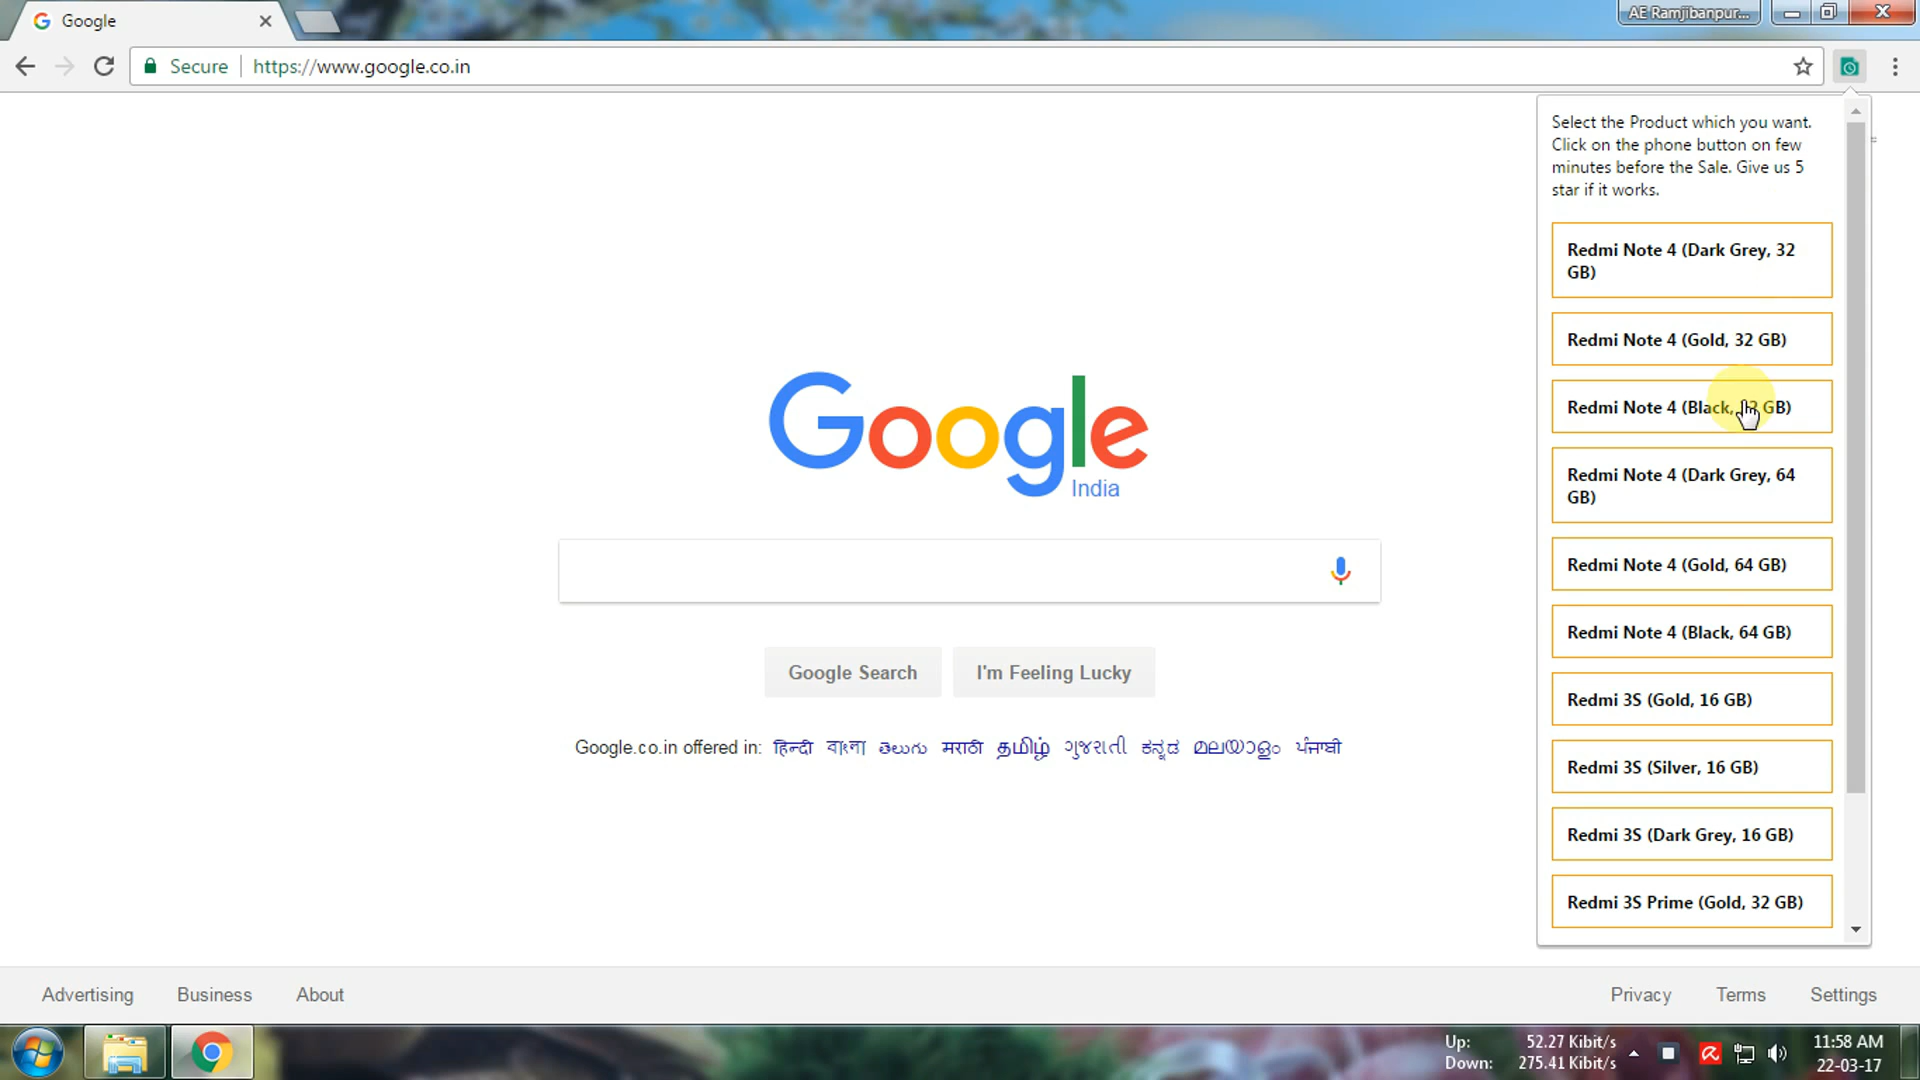 Google
AE Ramjibanpur...
Secure
https://www.google.co.in
Select the Product which you want.
Click on the phone button on few
minutes before the Sale. Give us 5
star if it works.
Redmi Note 4 (Dark Grey, 32
GB)
Redmi Note 4 (Gold, 32 GB)
Redmi Note 4 (Black, GB)
Redmi Note 4 (Dark Grey, 64
GB)
Redmi Note 4 (Gold, 64 GB)
Redmi Note 4 (Black, 64 GB)
Redmi 3S (Gold, 16 GB)
Redmi 3S (Silver, 16 GB)
Redmi 3S (Dark Grey, 16 GB)
Redmi 3S Prime (Gold, 32 GB)
Google
India
Google Search
I'm Feeling Lucky
Google.co.in offered in: हिन्दी বাংলা తెలుగు मराठी தமிழ் ગુજરાતી ಕನ್ನಡ മലയാളം ਪੰਜਾਬੀ
Advertising
Business
About
Privacy
Terms
Settings
Up: 52.27 Kibit/s
Down: 275.41 Kibit/s
11:58 AM
22-03-17